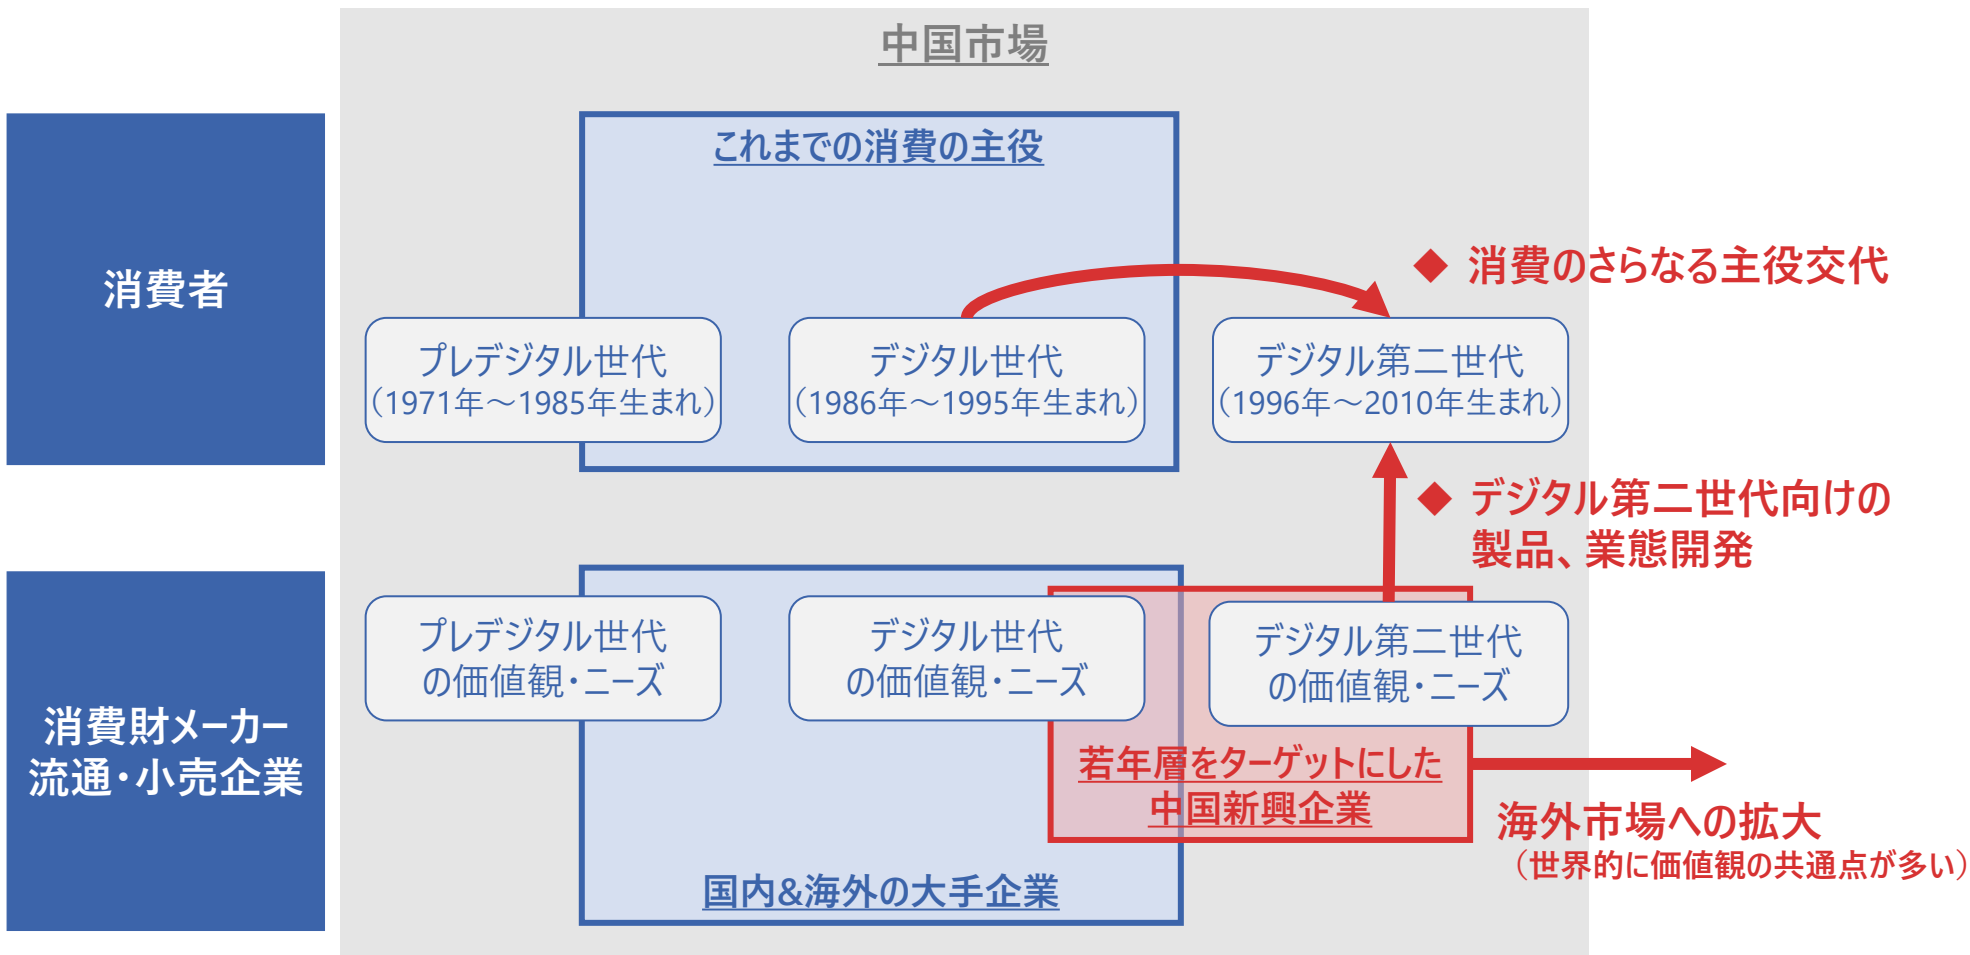 中国市場
これまでの消費の主役
消費者
◆ 消費のさらなる主役交代
プレデジタル世代
（1971年～1985年生まれ）
デジタル世代
（1986年～1995年生まれ）
デジタル第二世代
（1996年～2010年生まれ）
◆ デジタル第二世代向けの
製品、業態開発
消費財メーカー
流通・小売企業
プレデジタル世代
の価値観・ニーズ
デジタル世代
の価値観・ニーズ
デジタル第二世代
の価値観・ニーズ
若年層をターゲットにした
中国新興企業
海外市場への拡大
（世界的に価値観の共通点が多い）
国内&海外の大手企業